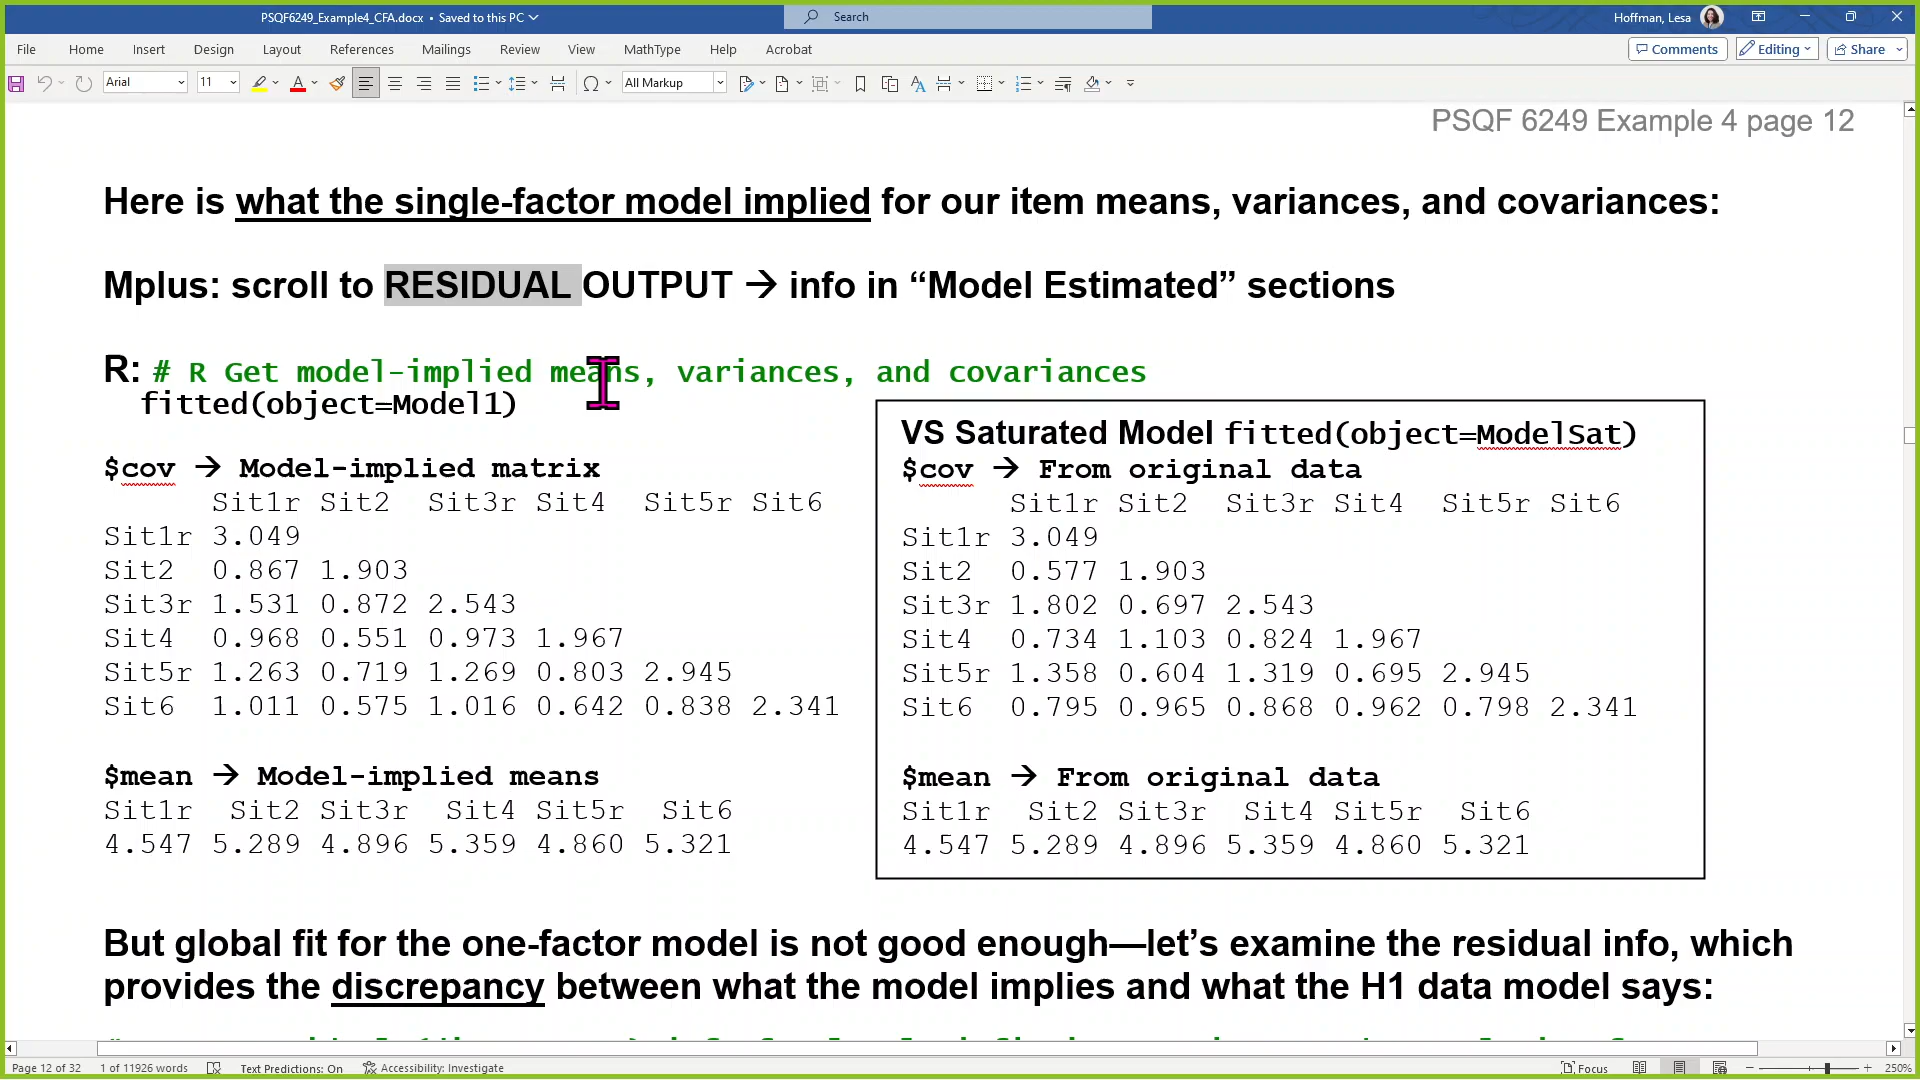 PSQF6249_Example4_CFA.docx • Saved to this PC
Search
Hoffman, Lesa
File Home Insert Design Layout References Mailings Review View MathType Help Acrobat
Comments Editing Share
Arial 11 All Markup
PSQF 6249 Example 4 page 12
Here is what the single-factor model implied for our item means, variances, and covariances:
Mplus: scroll to RESIDUAL OUTPUT → info in “Model Estimated” sections
R: # R Get model-implied means, variances, and covariances
fitted(object=Model1)
$cov → Model-implied matrix
Sit1r Sit2 Sit3r Sit4 Sit5r Sit6
Sit1r 3.049
Sit2 0.867 1.903
Sit3r 1.531 0.872 2.543
Sit4 0.968 0.551 0.973 1.967
Sit5r 1.263 0.719 1.269 0.803 2.945
Sit6 1.011 0.575 1.016 0.642 0.838 2.341
$mean → Model-implied means
Sit1r Sit2 Sit3r Sit4 Sit5r Sit6
4.547 5.289 4.896 5.359 4.860 5.321
VS Saturated Model fitted(object=ModelSat)
$cov → From original data
Sit1r Sit2 Sit3r Sit4 Sit5r Sit6
Sit1r 3.049
Sit2 0.577 1.903
Sit3r 1.802 0.697 2.543
Sit4 0.734 1.103 0.824 1.967
Sit5r 1.358 0.604 1.319 0.695 2.945
Sit6 0.795 0.965 0.868 0.962 0.798 2.341
$mean → From original data
Sit1r Sit2 Sit3r Sit4 Sit5r Sit6
4.547 5.289 4.896 5.359 4.860 5.321
But global fit for the one-factor model is not good enough—let’s examine the residual info, which
provides the discrepancy between what the model implies and what the H1 data model says:
Page 12 of 32 1 of 11926 words Text Predictions: On Accessibility: Investigate Focus 250%